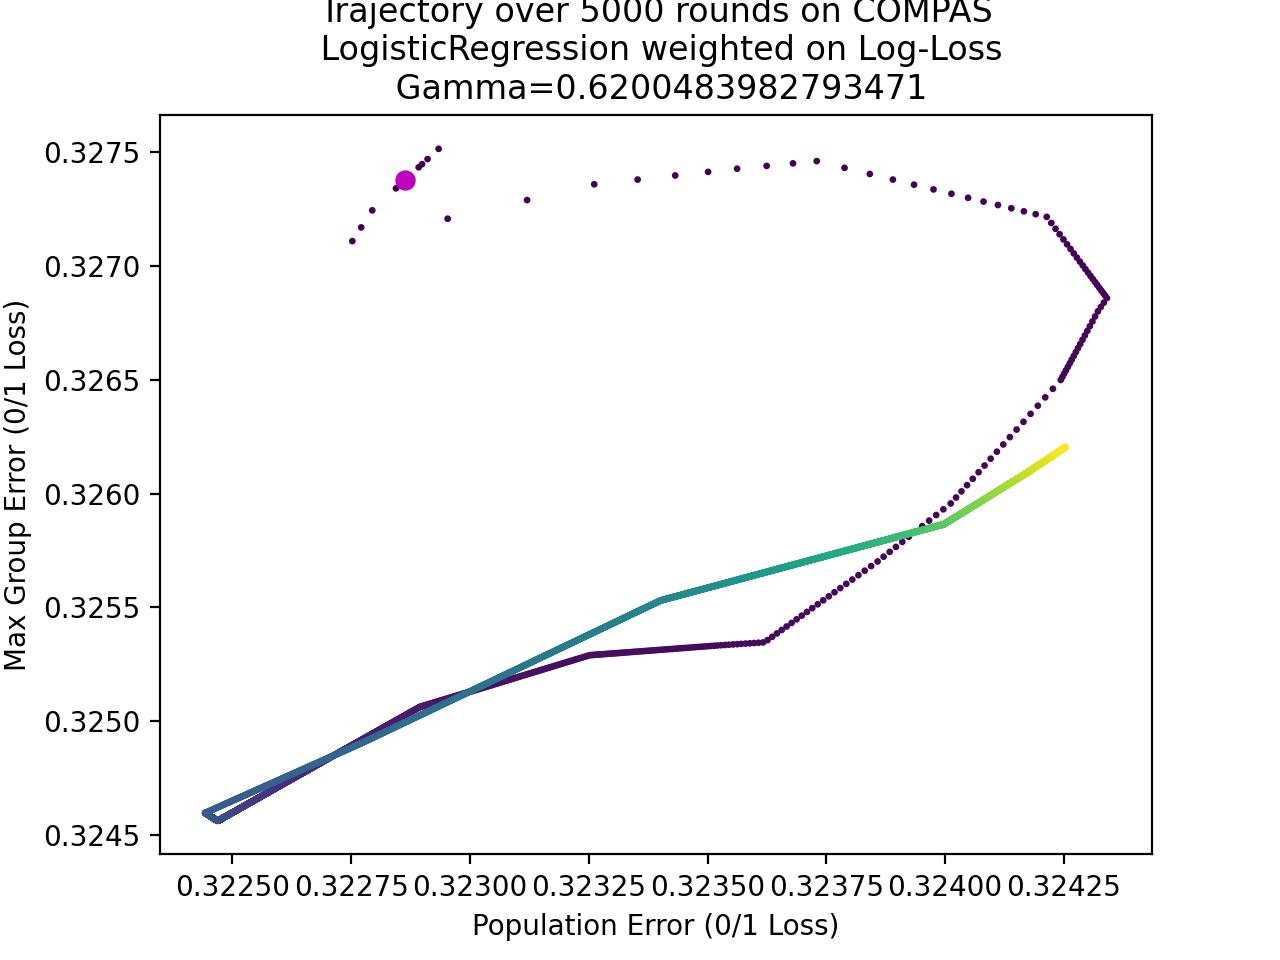 Trajectory over 5000 rounds on COMPAS
LogisticRegression weighted on Log-Loss
Gamma=0.6200483982793471
0.3275
0.3270
0.3265
0.3260
0.3255
0.3250
0.3245
Max Group Error (0/1 Loss)
0.32250 0.32275 0.32300 0.32325 0.32350 0.32375 0.32400 0.32425
Population Error (0/1 Loss)